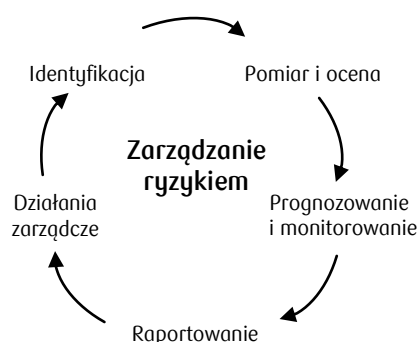 Identyfikacja
Pomiar i ocena
Zarządzanie
ryzykiem
Prognozowanie
i monitorowanie
Raportowanie
Działania
zarządcze